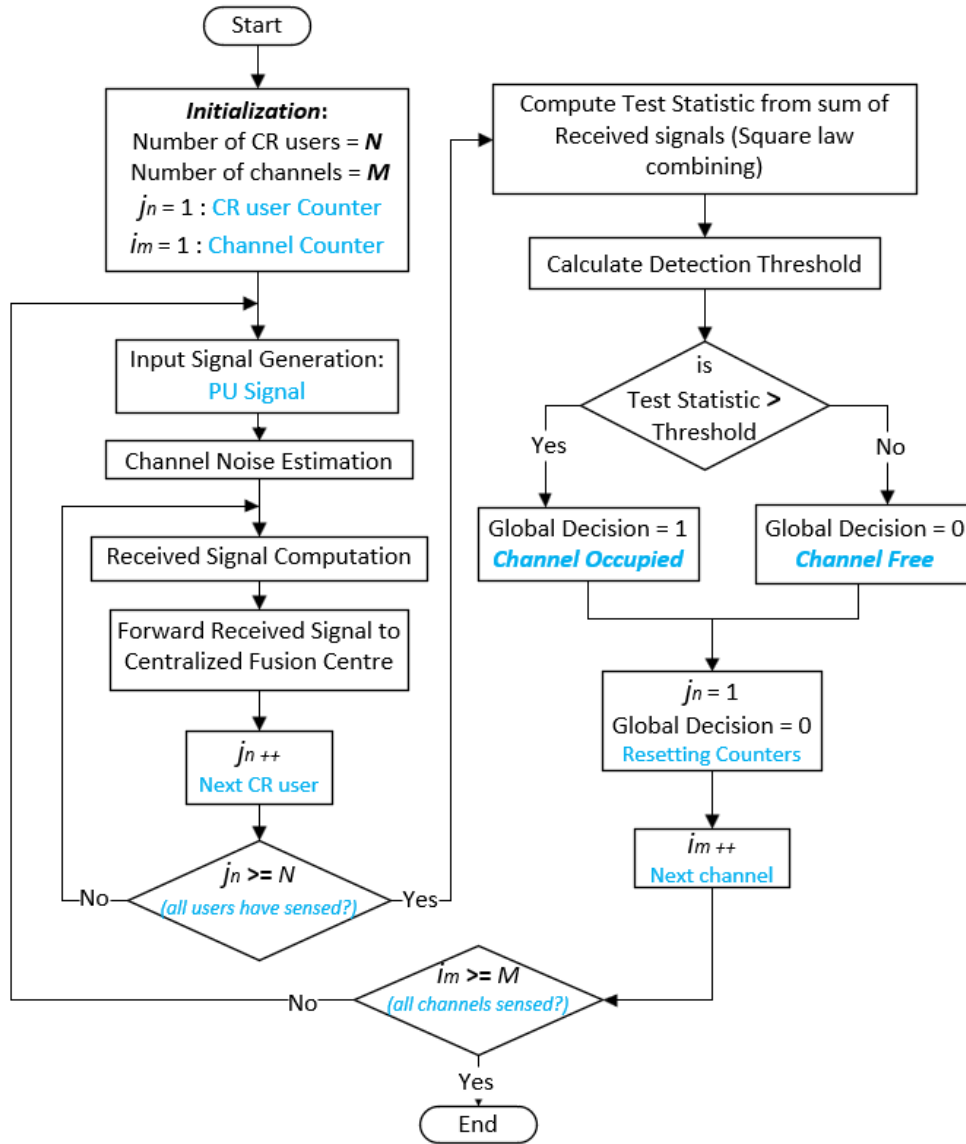 Start
Initialization:
Number of CR users = N
Number of channels = M
jn = 1 : CR user Counter
im = 1 : Channel Counter
Input Signal Generation:
PU Signal
Channel Noise Estimation
Received Signal Computation
Forward Received Signal to
Centralized Fusion Centre
jn ++
Next CR user
jn >= N
(all users have sensed?)
No
Yes
Compute Test Statistic from sum of
Received signals (Square law
combining)
Calculate Detection Threshold
is
Test Statistic >
Threshold
Yes
No
Global Decision = 1
Channel Occupied
Global Decision = 0
Channel Free
jn = 1
Global Decision = 0
Resetting Counters
im ++
Next channel
im >= M
(all channels sensed?)
No
Yes
End